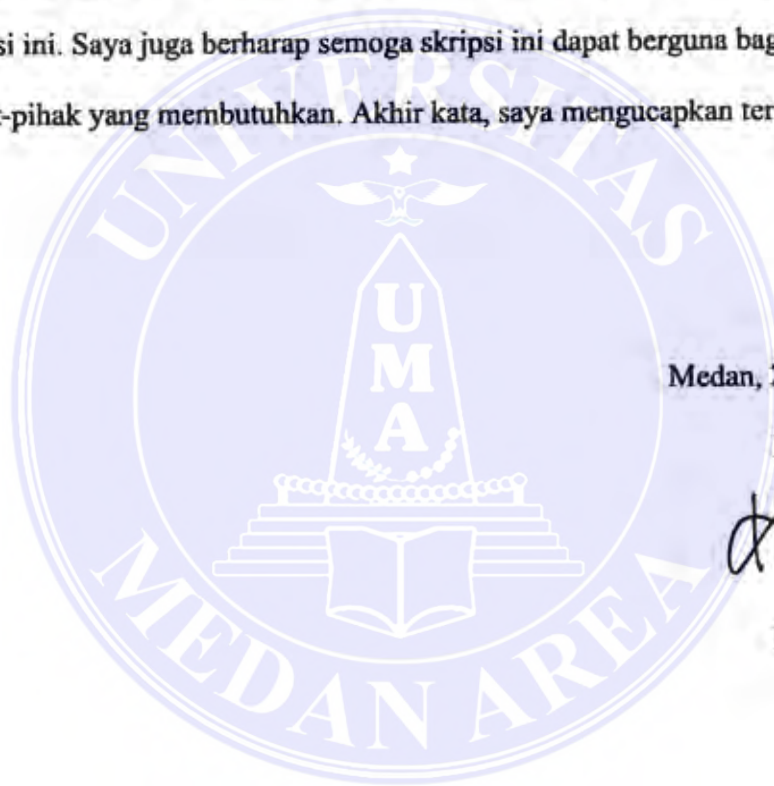 si ini. Saya juga berharap semoga skripsi ini dapat berguna bag
-pihak yang membutuhkan. Akhir kata, saya mengucapkan ter
UNIVERSITAS
U
M
A
Medan,
MEDAN AREA